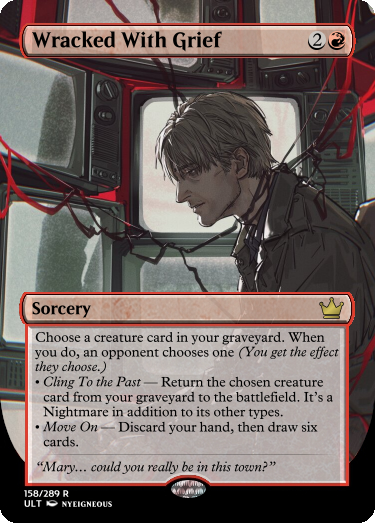 Wracked With Grief 2
Sorcery
Choose a creature card in your graveyard. When
you do, an opponent chooses one (You get the effect
they choose.)
• Cling To the Past — Return the chosen creature
card from your graveyard to the battlefield. It's a
Nightmare in addition to its other types.
• Move On — Discard your hand, then draw six
cards.
“Mary... could you really be in this town?”
158/289 R
ULT • NYEIGNEOUS